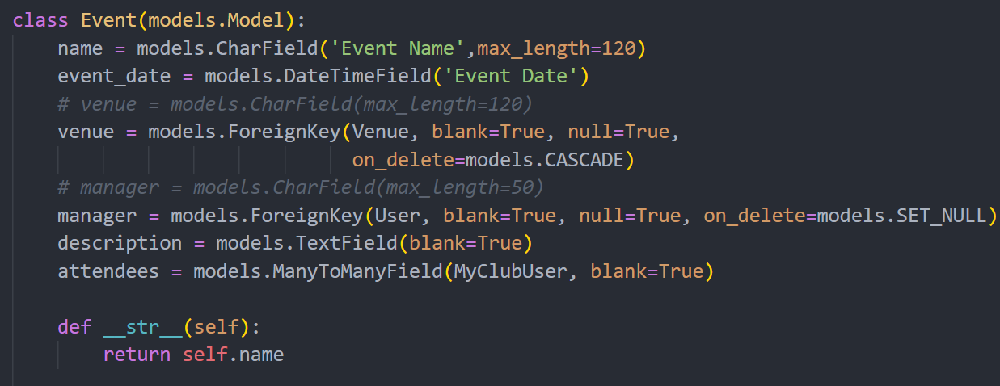 class Event(models.Model):
    name = models.CharField('Event Name',max_length=120)
    event_date = models.DateTimeField('Event Date')
    # venue = models.CharField(max_length=120)
    venue = models.ForeignKey(Venue, blank=True, null=True,
                              on_delete=models.CASCADE)
    # manager = models.CharField(max_length=50)
    manager = models.ForeignKey(User, blank=True, null=True, on_delete=models.SET_NULL)
    description = models.TextField(blank=True)
    attendees = models.ManyToManyField(MyClubUser, blank=True)

    def __str__(self):
        return self.name